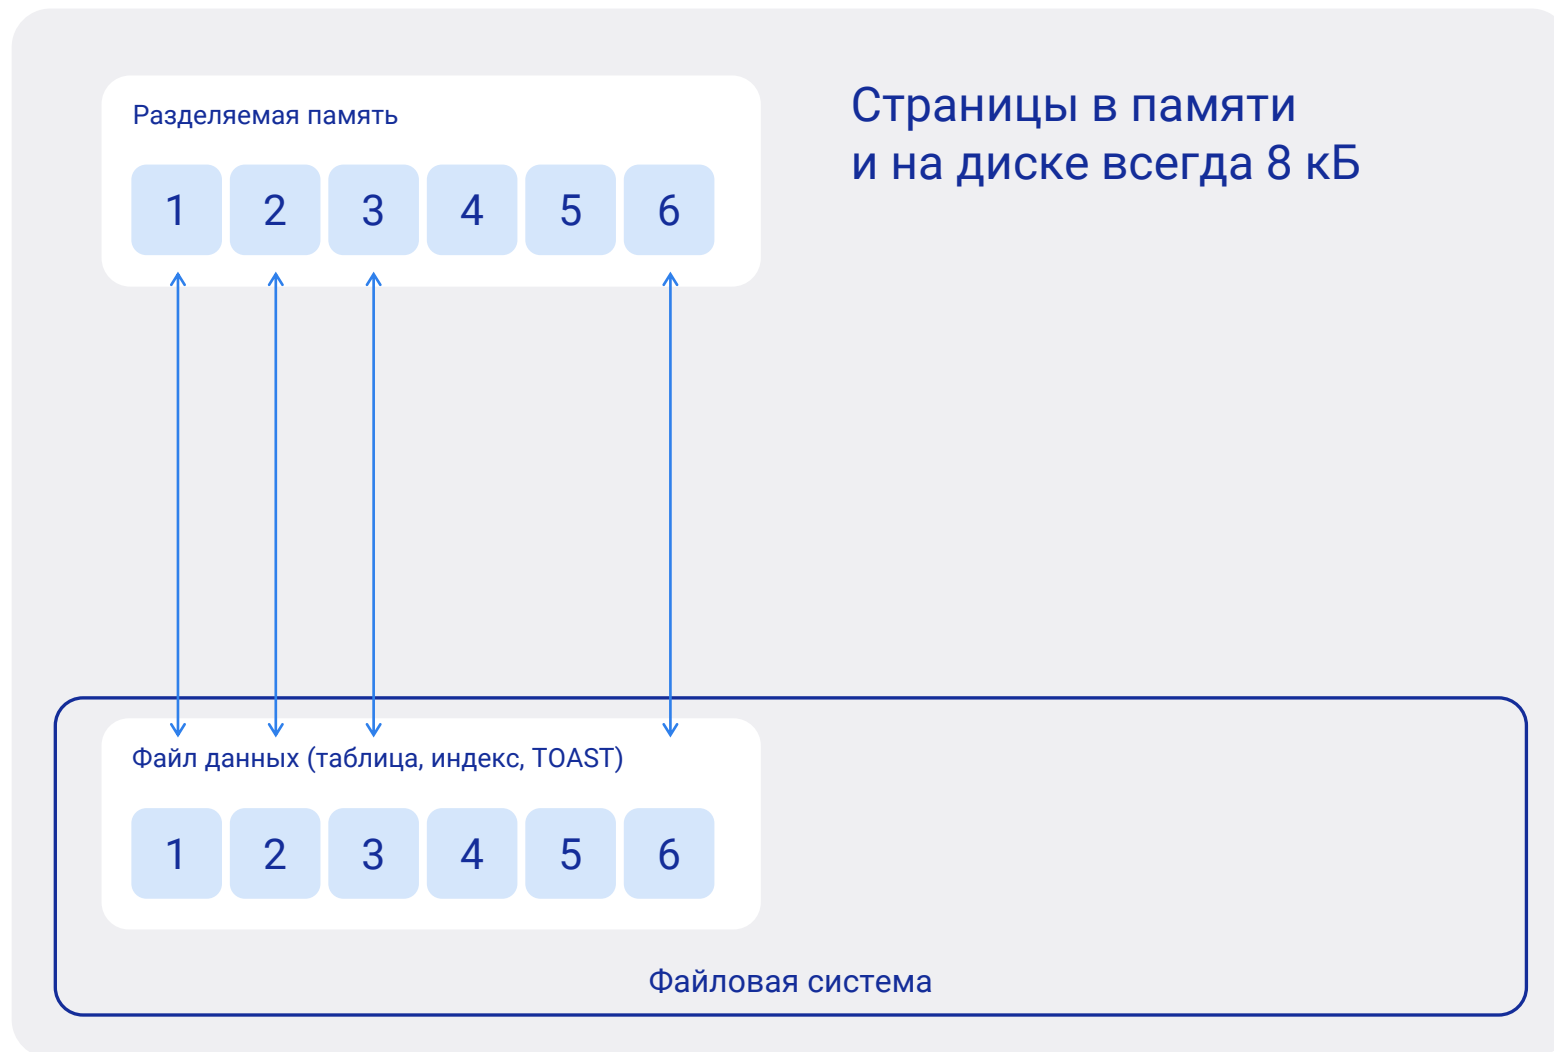 Разделяемая память
1 2 3 4 5 6
Страницы в памяти
и на диске всегда 8 кБ
Файл данных (таблица, индекс, TOAST)
1 2 3 4 5 6
Файловая система